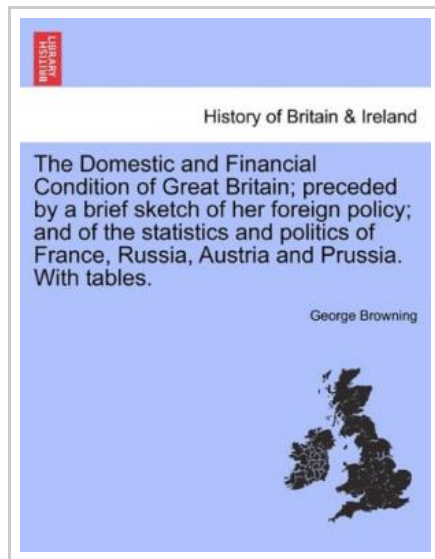 BRITISH
LIBRARY
History of Britain & Ireland
The Domestic and Financial
Condition of Great Britain; preceded
by a brief sketch of her foreign policy;
and of the statistics and politics of
France, Russia, Austria and Prussia.
With tables.
George Browning